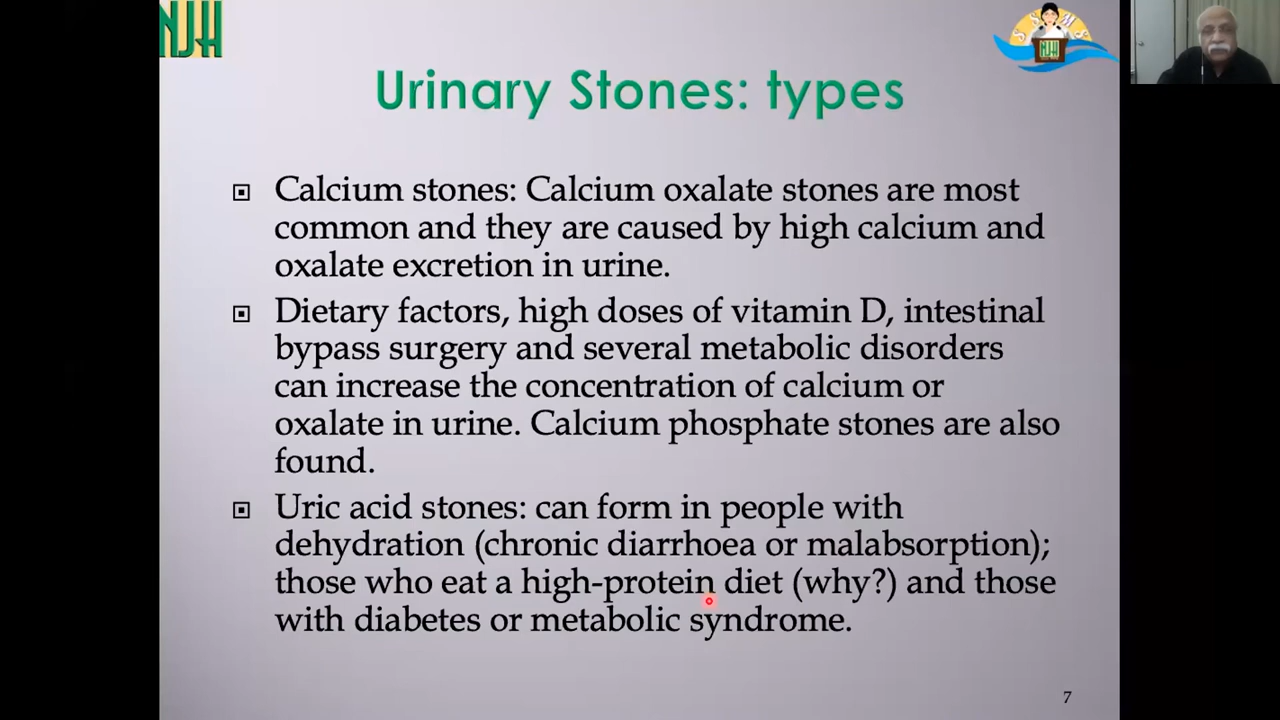 NJH
NJH
Urinary Stones: types
Calcium stones: Calcium oxalate stones are most
common and they are caused by high calcium and
oxalate excretion in urine.
Dietary factors, high doses of vitamin D, intestinal
bypass surgery and several metabolic disorders
can increase the concentration of calcium or
oxalate in urine. Calcium phosphate stones are also
found.
Uric acid stones: can form in people with
dehydration (chronic diarrhoea or malabsorption);
those who eat a high-protein diet (why?) and those
with diabetes or metabolic syndrome.
7